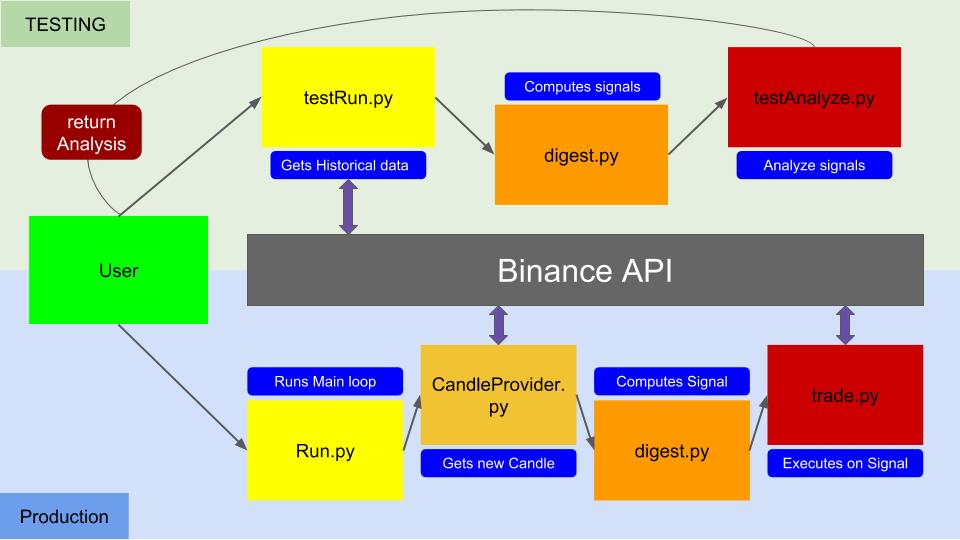 TESTING
testRun.py
Gets Historical data
Computes signals
digest.py
testAnalyze.py
Analyze signals
return
Analysis
User
Binance API
Runs Main loop
Run.py
CandleProvider.
py
Gets new Candle
Computes Signal
digest.py
trade.py
Executes on Signal
Production